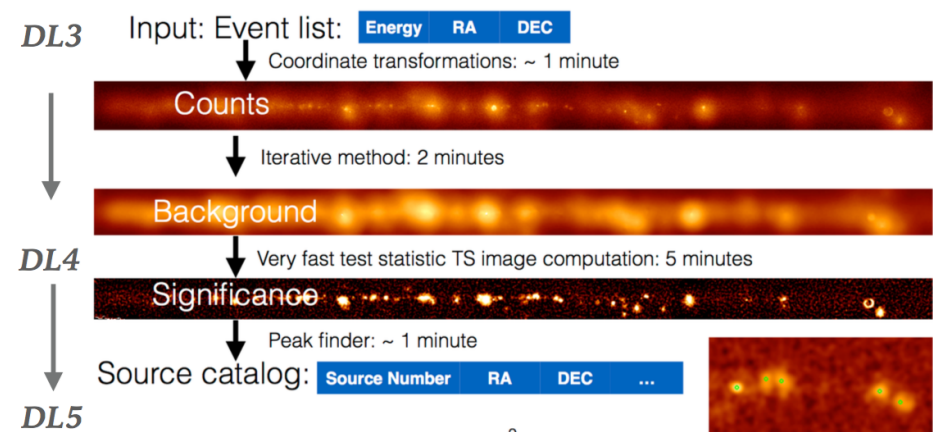 DL3
Input: Event list: Energy RA DEC
Coordinate transformations: ~ 1 minute
Counts
Iterative method: 2 minutes
Background
DL4
Very fast test statistic TS image computation: 5 minutes
Significance
Peak finder: ~ 1 minute
Source catalog: Source Number RA DEC ...
DL5